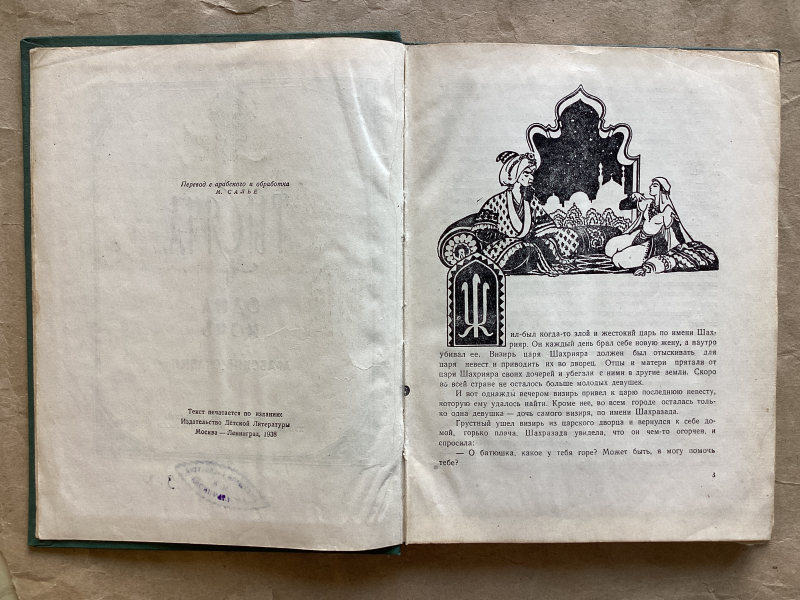 Перевод с арабского и обработка
М. САЛЬЕ
Текст печатается по изданию:
Издательство Детской Литературы
Москва — Ленинград, 1938
Жил-был когда-то злой и жестокий царь по имени Шах-
рияр. Он каждый день брал себе новую жену, а наутро
убивал ее. Визирь царя Шахрияра должен был отыскивать для
царя невест и приводить их во дворец. Отцы и матери прятали от
царя Шахрияра своих дочерей и убегали с ними в другие земли. Скоро
во всей стране не осталось больше молодых девушек.
И вот однажды вечером визирь привел к царю последнюю невесту,
которую ему удалось найти. Кроме нее, во всем городе осталась толь-
ко одна девушка — дочь самого визиря, по имени Шахразада.
Грустный ушел визирь из царского дворца и вернулся к себе до-
мой, горько плача. Шахразада увидела, что он чем-то огорчен, и
спросила:
— О батюшка, какое у тебя горе? Может быть, я могу помочь
тебе?
3